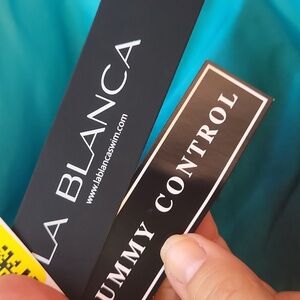 LA BLANCA
www.lablancaswim.com
UMMY CONTROL